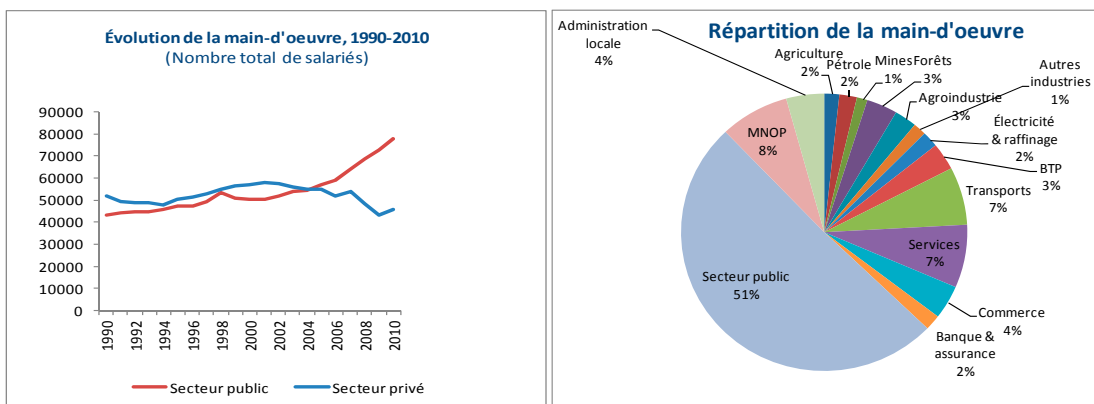 Évolution de la main-d'oeuvre, 1990-2010
(Nombre total de salariés)
90000
80000
70000
60000
50000
40000
30000
20000
10000
0
1990
1992
1994
1996
1998
2000
2002
2004
2006
2008
2010
Secteur public
Secteur privé
Répartition de la main-d'oeuvre
Administration
locale
4%
Agriculture
2%
Pétrole
2%
Mines
1%
Forêts
3%
Agroindustrie
3%
Autres
industries
1%
Électricité
& raffinage
2%
BTP
3%
Transports
7%
Services
7%
Commerce
4%
Banque &
assurance
2%
Secteur public
51%
MNOP
8%